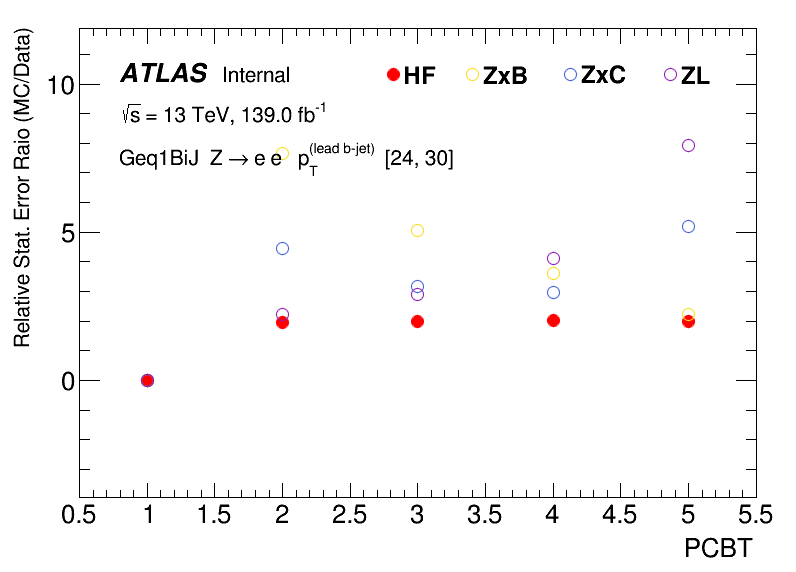 Relative Stat. Error Raio (MC/Data)
10
5
0
ATLAS Internal
HF ZxB ZxC ZL
√s = 13 TeV, 139.0 fb⁻¹
Geq1BiJ Z → e e p_T^(lead b-jet) [24, 30]
0.5 1 1.5 2 2.5 3 3.5 4 4.5 5 5.5
PCBT